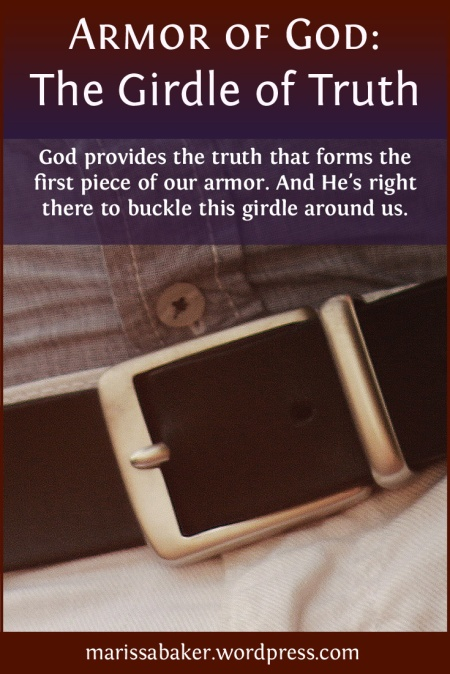 Armor of God:
The Girdle of Truth
God provides the truth that forms the
first piece of our armor. And He's right
there to buckle this girdle around us.
marissabaker.wordpress.com